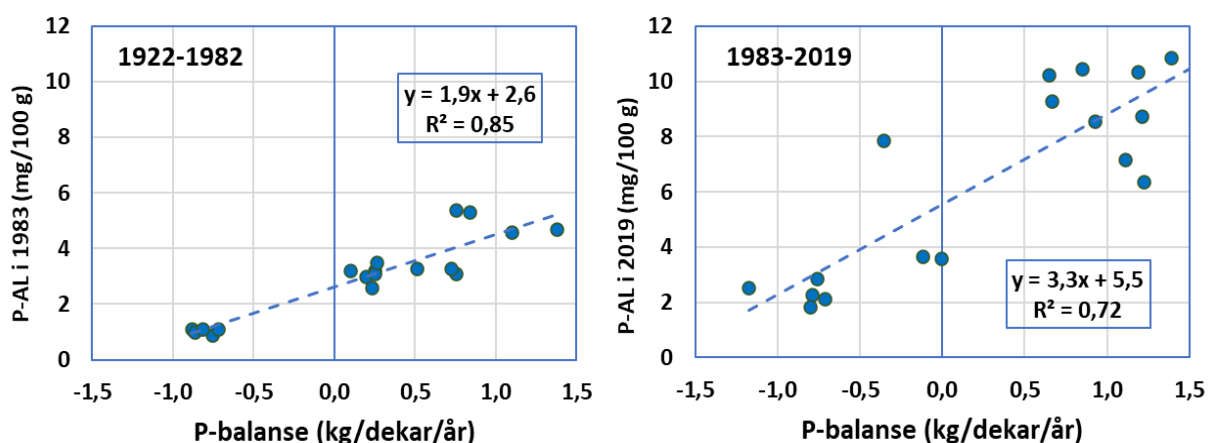 1922-1982
y = 1,9x + 2,6
R² = 0,85
P-AL i 1983 (mg/100 g)
12
10
8
6
4
2
0
-1,5 -1,0 -0,5 0,0 0,5 1,0 1,5
P-balanse (kg/dekar/år)
1983-2019
y = 3,3x + 5,5
R² = 0,72
P-AL i 2019 (mg/100 g)
12
10
8
6
4
2
0
-1,5 -1,0 -0,5 0,0 0,5 1,0 1,5
P-balanse (kg/dekar/år)